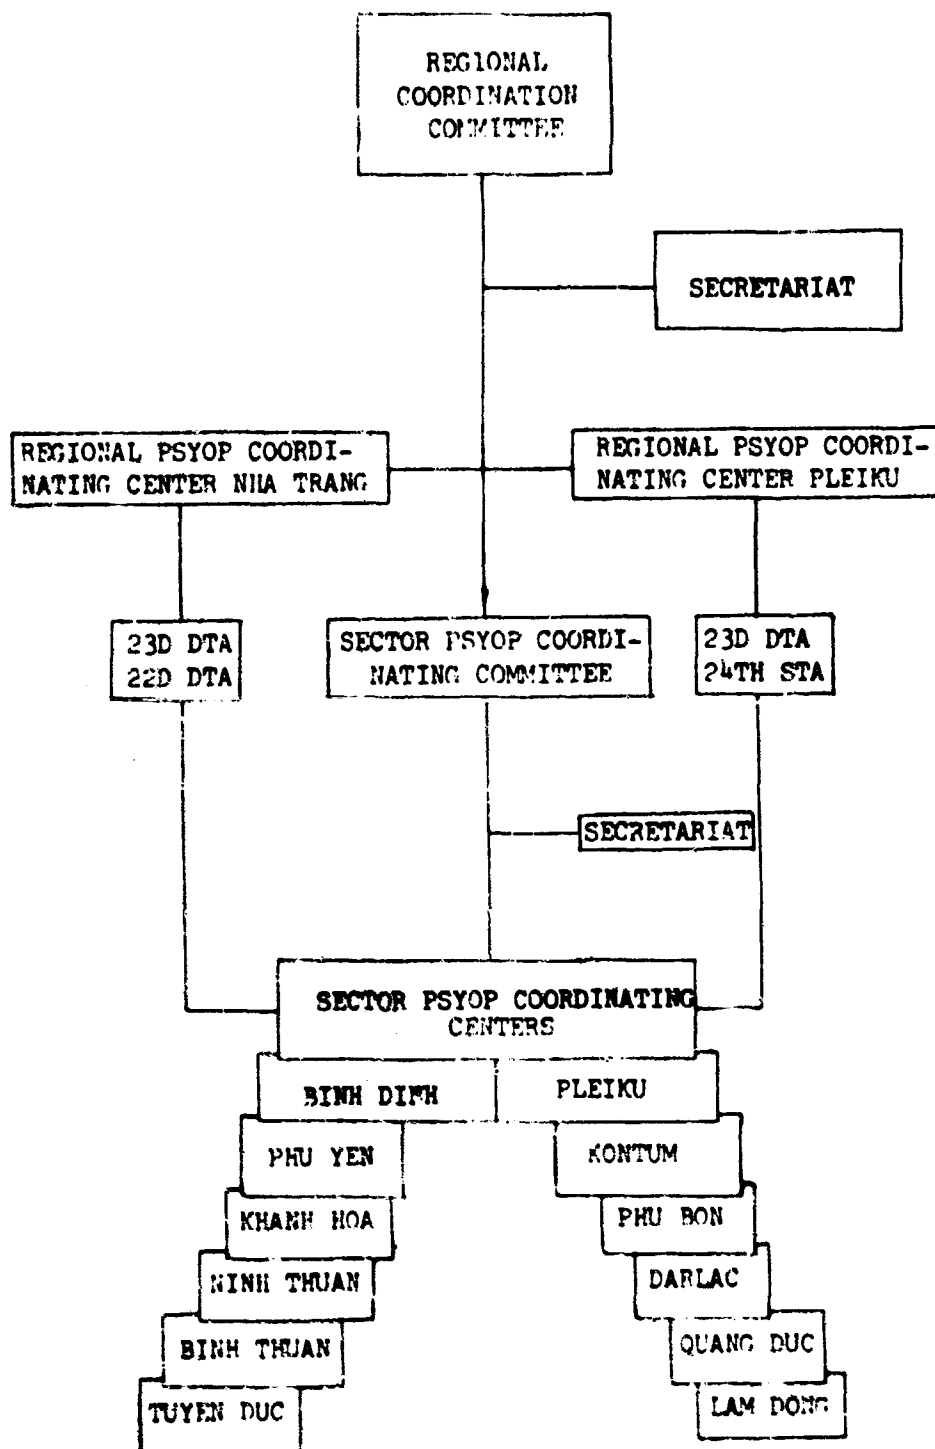 REGIONAL
COORDINATION
COMMITTEE
SECRETARIAT
REGIONAL PSYOP COORDI-
NATING CENTER NHA TRANG
REGIONAL PSYOP COORDI-
NATING CENTER PLEIKU
23D DTA
22D DTA
SECTOR PSYOP COORDI-
NATING COMMITTEE
23D DTA
24TH STA
SECRETARIAT
SECTOR PSYOP COORDINATING
CENTERS
BINH DINH
PLEIKU
PHU YEN
KONTUM
KHANH HOA
PHU BON
NINH THUAN
DARLAC
BINH THUAN
QUANG DUC
TUYEN DUC
LAM DONG